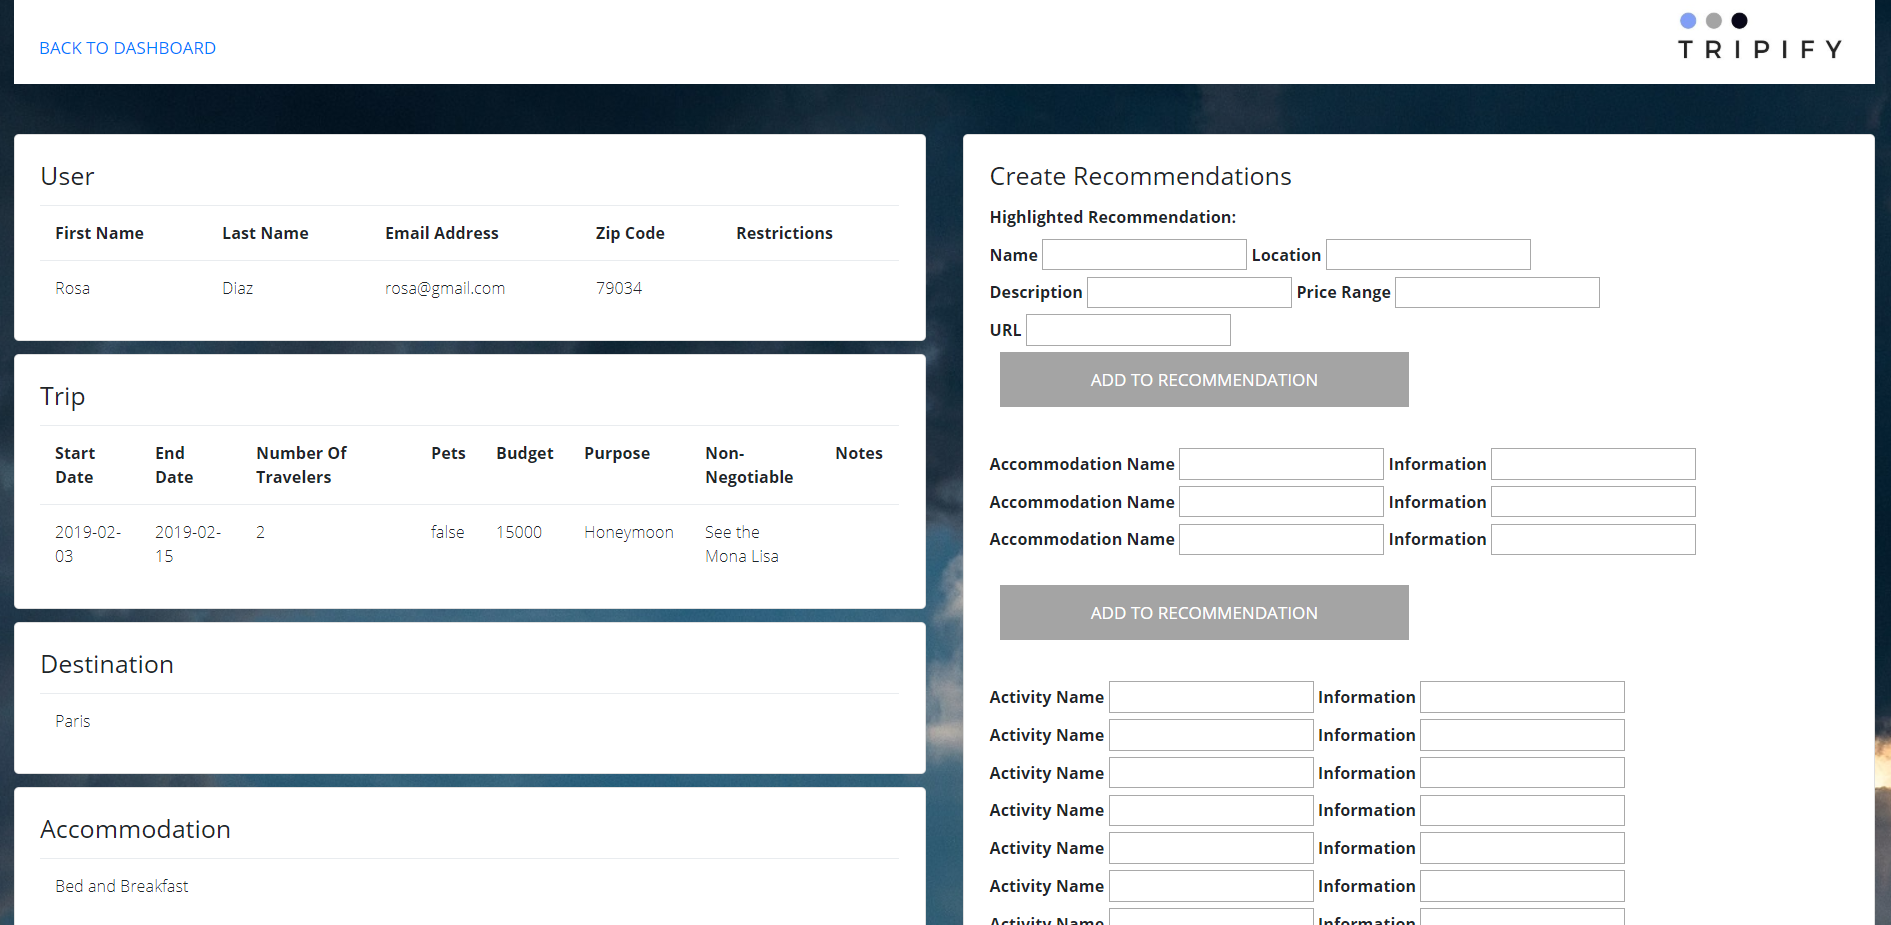 BACK TO DASHBOARD
TRIPIFY
User
First Name Last Name Email Address Zip Code Restrictions
Rosa Diaz rosa@gmail.com 79034
Trip
Start Date End Date Number Of Travelers Pets Budget Purpose Non-Negotiable Notes
2019-02-03 2019-02-15 2 false 15000 Honeymoon See the Mona Lisa
Destination
Paris
Accommodation
Bed and Breakfast
Create Recommendations
Highlighted Recommendation:
Name Location
Description Price Range
URL
ADD TO RECOMMENDATION
Accommodation Name Information
Accommodation Name Information
Accommodation Name Information
ADD TO RECOMMENDATION
Activity Name Information
Activity Name Information
Activity Name Information
Activity Name Information
Activity Name Information
Activity Name Information
Activity Name Information